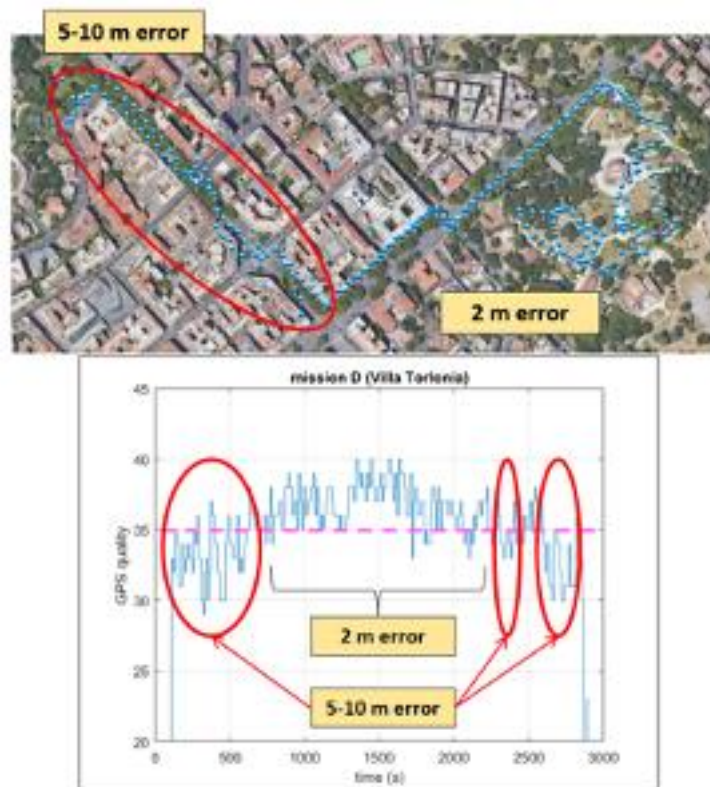 5-10 m error
2 m error
mission D (Villa Torlonia)
45
40
35
30
25
20
GPS quality
2 m error
5-10 m error
0
500
1000
1500
2000
2500
3000
time (s)